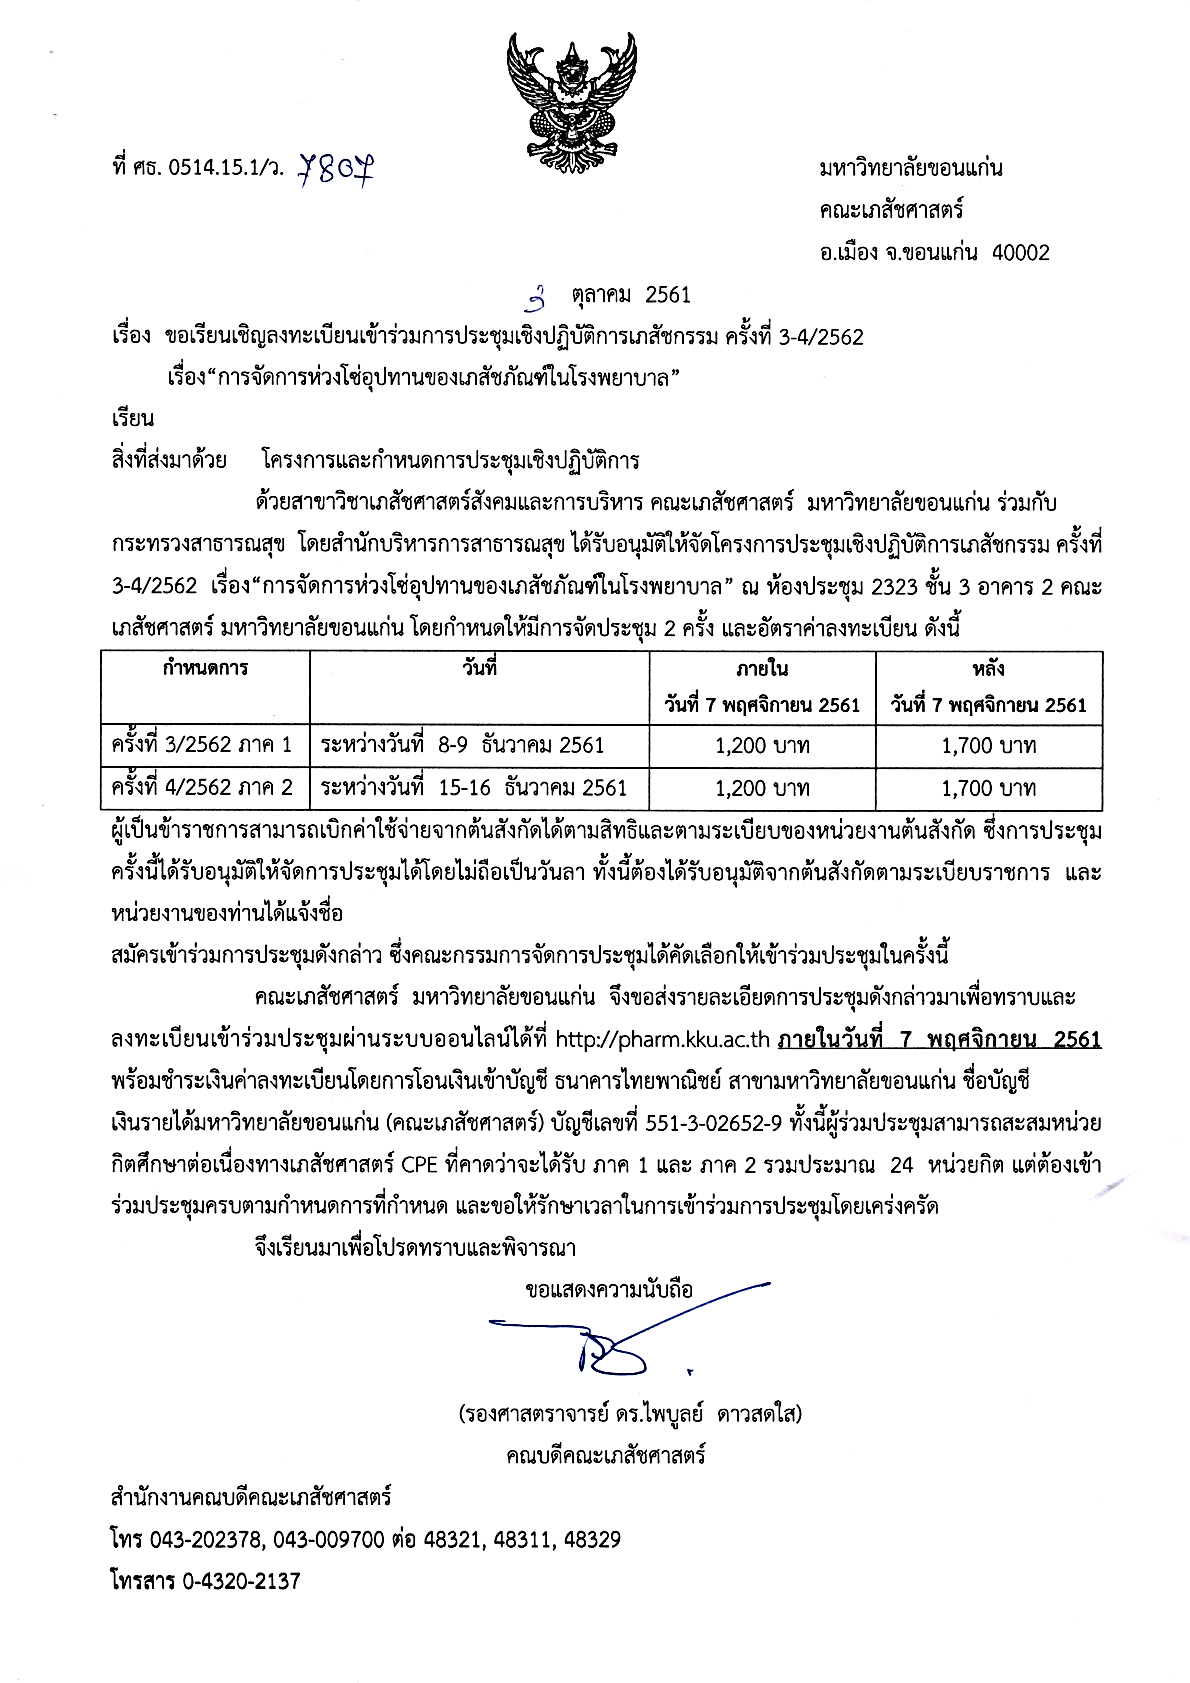 ที่ ศธ. 0514.15.1/ว. 7807
มหาวิทยาลัยขอนแก่น
คณะเภสัชศาสตร์
อ.เมือง จ.ขอนแก่น 40002
3 ตุลาคม 2561
เรื่อง ขอเรียนเชิญลงทะเบียนเข้าร่วมการประชุมเชิงปฏิบัติการเภสัชกรรม ครั้งที่ 3-4/2562
เรื่อง“การจัดการห่วงโซ่อุปทานของเภสัชภัณฑ์ในโรงพยาบาล”
เรียน
สิ่งที่ส่งมาด้วย โครงการและกำหนดการประชุมเชิงปฏิบัติการ
ด้วยสาขาวิชาเภสัชศาสตร์สังคมและการบริหาร คณะเภสัชศาสตร์ มหาวิทยาลัยขอนแก่น ร่วมกับ
กระทรวงสาธารณสุข โดยสำนักบริหารการสาธารณสุข ได้รับอนุมัติให้จัดโครงการประชุมเชิงปฏิบัติการเภสัชกรรม ครั้งที่
3-4/2562 เรื่อง“การจัดการห่วงโซ่อุปทานของเภสัชภัณฑ์ในโรงพยาบาล” ณ ห้องประชุม 2323 ชั้น 3 อาคาร 2 คณะ
เภสัชศาสตร์ มหาวิทยาลัยขอนแก่น โดยกำหนดให้มีการจัดประชุม 2 ครั้ง และอัตราค่าลงทะเบียน ดังนี้
กำหนดการ วันที่ ภายใน หลัง
วันที่ 7 พฤศจิกายน 2561 วันที่ 7 พฤศจิกายน 2561
ครั้งที่ 3/2562 ภาค 1 ระหว่างวันที่ 8-9 ธันวาคม 2561 1,200 บาท 1,700 บาท
ครั้งที่ 4/2562 ภาค 2 ระหว่างวันที่ 15-16 ธันวาคม 2561 1,200 บาท 1,700 บาท
ผู้เป็นข้าราชการสามารถเบิกค่าใช้จ่ายจากต้นสังกัดได้ตามสิทธิและตามระเบียบของหน่วยงานต้นสังกัด ซึ่งการประชุม
ครั้งนี้ได้รับอนุมัติให้จัดการประชุมได้โดยไม่ถือเป็นวันลา ทั้งนี้ต้องได้รับอนุมัติจากต้นสังกัดตามระเบียบราชการ และ
หน่วยงานของท่านได้แจ้งชื่อ
สมัครเข้าร่วมการประชุมดังกล่าว ซึ่งคณะกรรมการจัดการประชุมได้คัดเลือกให้เข้าร่วมประชุมในครั้งนี้
คณะเภสัชศาสตร์ มหาวิทยาลัยขอนแก่น จึงขอส่งรายละเอียดการประชุมดังกล่าวมาเพื่อทราบและ
ลงทะเบียนเข้าร่วมประชุมผ่านระบบออนไลน์ได้ที่ http://pharm.kku.ac.th ภายในวันที่ 7 พฤศจิกายน 2561
พร้อมชำระเงินค่าลงทะเบียนโดยการโอนเงินเข้าบัญชี ธนาคารไทยพาณิชย์ สาขามหาวิทยาลัยขอนแก่น ชื่อบัญชี
เงินรายได้มหาวิทยาลัยขอนแก่น (คณะเภสัชศาสตร์) บัญชีเลขที่ 551-3-02652-9 ทั้งนี้ผู้ร่วมประชุมสามารถสะสมหน่วย
กิตศึกษาต่อเนื่องทางเภสัชศาสตร์ CPE ที่คาดว่าจะได้รับ ภาค 1 และ ภาค 2 รวมประมาณ 24 หน่วยกิต แต่ต้องเข้า
ร่วมประชุมครบตามกำหนดการที่กำหนด และขอให้รักษาเวลาในการเข้าร่วมการประชุมโดยเคร่งครัด
จึงเรียนมาเพื่อโปรดทราบและพิจารณา
ขอแสดงความนับถือ
(รองศาสตราจารย์ ดร.ไพบูลย์ ดาวสดใส)
คณบดีคณะเภสัชศาสตร์
สำนักงานคณบดีคณะเภสัชศาสตร์
โทร 043-202378, 043-009700 ต่อ 48321, 48311, 48329
โทรสาร 0-4320-2137